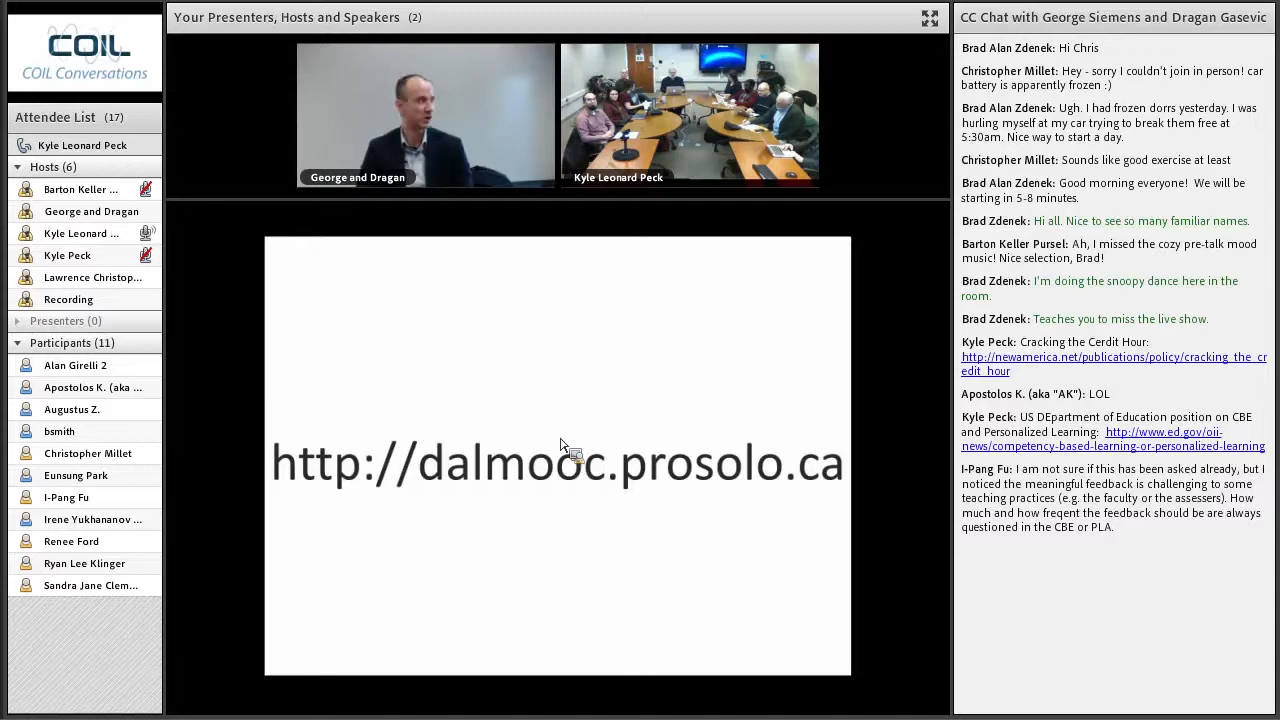 COIL
COIL Conversations
Attendee List (17)
Kyle Leonard Peck
Hosts (6)
Barton Keller ...
George and Dragan
Kyle Leonard ...
Kyle Peck
Lawrence Christop...
Recording
Presenters (0)
Participants (11)
Alan Girelli 2
Apostolos K. (aka ...
Augustus Z.
bsmith
Christopher Millet
Eunsung Park
I-Pang Fu
Irene Yukhananov ...
Renee Ford
Ryan Lee Klinger
Sandra Jane Clem...
Your Presenters, Hosts and Speakers (2)
George and Dragan
Kyle Leonard Peck
http://dalmooc.prosolo.ca
CC Chat with George Siemens and Dragan Gasevic
Brad Alan Zdenek: Hi Chris
Christopher Millet: Hey - sorry I couldn't join in person! car
battery is apparently frozen :)
Brad Alan Zdenek: Ugh. I had frozen dorrs yesterday. I was
hurling myself at my car trying to break them free at
5:30am. Nice way to start a day.
Christopher Millet: Sounds like good exercise at least
Brad Alan Zdenek: Good morning everyone! We will be
starting in 5-8 minutes.
Brad Zdenek: Hi all. Nice to see so many familiar names.
Barton Keller Pursel: Ah, I missed the cozy pre-talk mood
music! Nice selection, Brad!
Brad Zdenek: I'm doing the snoopy dance here in the
room.
Brad Zdenek: Teaches you to miss the live show.
Kyle Peck: Cracking the Cerdit Hour:
http://newamerica.net/publications/policy/cracking_the_cr
edit_hour
Apostolos K. (aka "AK"): LOL
Kyle Peck: US DEpartment of Education position on CBE
and Personalized Learning: http://www.ed.gov/oii-
news/competency-based-learning-or-personalized-learning
I-Pang Fu: I am not sure if this has been asked already, but I
noticed the meaningful feedback is challenging to some
teaching practices (e.g. the faculty or the assessers). How
much and how freqent the feedback should be are always
questioned in the CBE or PLA.